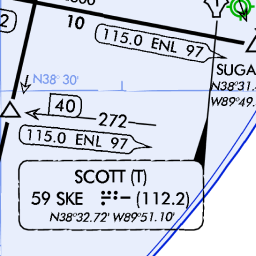 10
115.0 ENL 97
SUGA
N38°31.
W89°49.
N38° 30'
40
272
115.0 ENL 97
SCOTT (T)
59 SKE (112.2)
N38°32.72' W89°51.10'